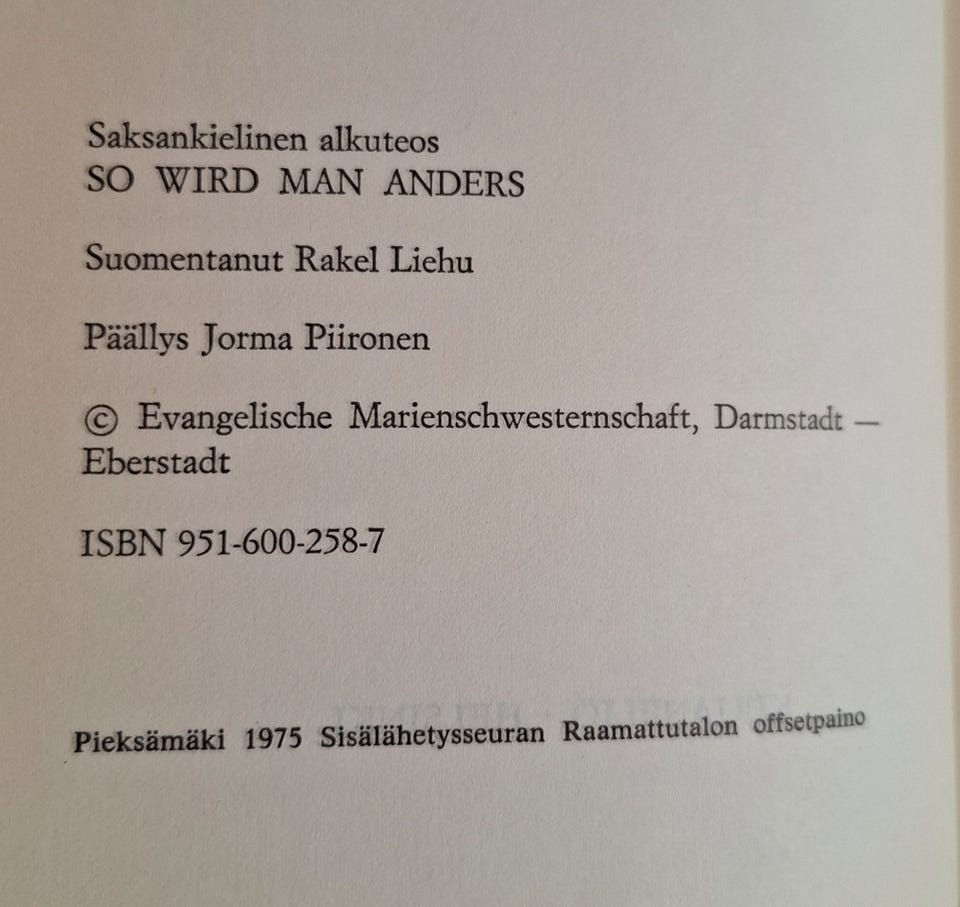 Saksankielinen alkuteos
SO WIRD MAN ANDERS
Suomentanut Rakel Liehu
Päällys Jorma Piironen
© Evangelische Marienschwesternschaft, Darmstadt —
Eberstadt
ISBN 951-600-258-7
Pieksämäki 1975 Sisälähetysseuran Raamattutalon offsetpaino